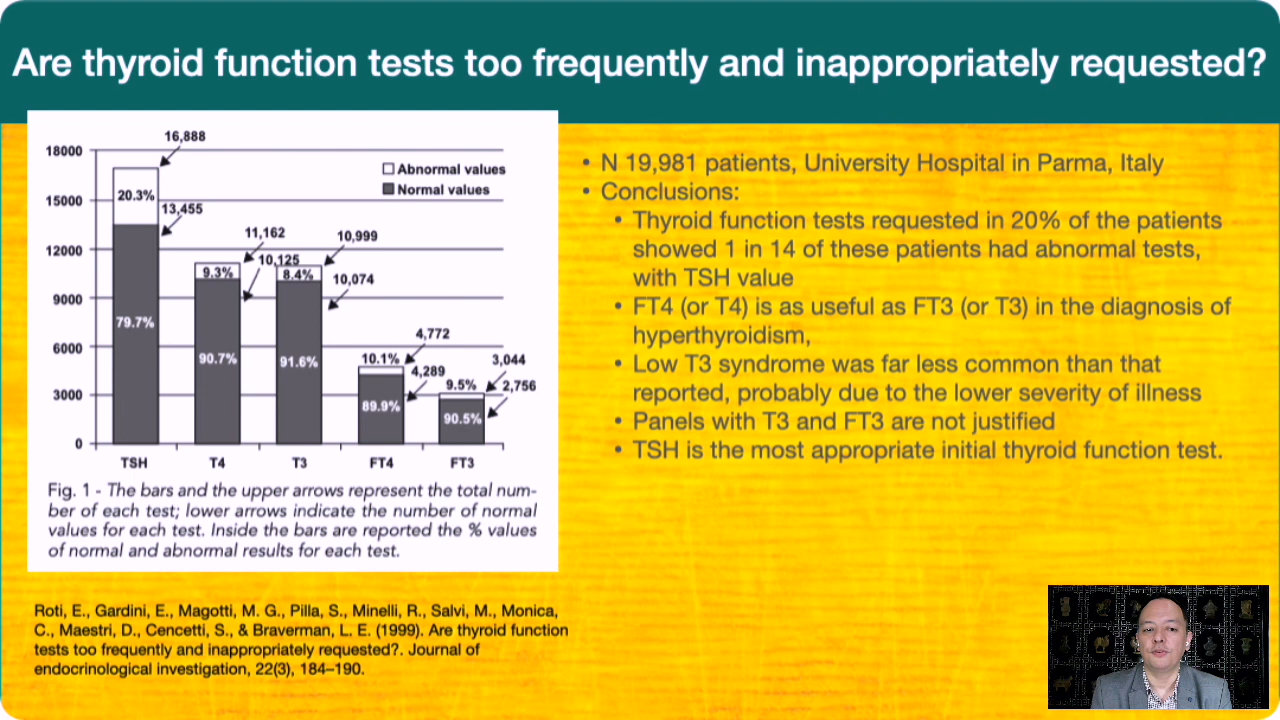 Are thyroid function tests too frequently and inappropriately requested?
16,888
18000
Abnormal values
Normal values
20.3%
15000
13,455
11,162
10,999
12000
10,125
9.3%
8.4%
10,074
9000
79.7%
4,772
6000
90.7%
91.6%
10.1%
3,044
4,289
9.5%
2,756
3000
89.9%
90.5%
0
TSH T4 T3 FT4 FT3
Fig. 1 - The bars and the upper arrows represent the total num-
ber of each test; lower arrows indicate the number of normal
values for each test. Inside the bars are reported the % values
of normal and abnormal results for each test.
• N 19,981 patients, University Hospital in Parma, Italy
• Conclusions:
• Thyroid function tests requested in 20% of the patients
showed 1 in 14 of these patients had abnormal tests,
with TSH value
• FT4 (or T4) is as useful as FT3 (or T3) in the diagnosis of
hyperthyroidism,
• Low T3 syndrome was far less common than that
reported, probably due to the lower severity of illness
• Panels with T3 and FT3 are not justified
• TSH is the most appropriate initial thyroid function test.
Roti, E., Gardini, E., Magotti, M. G., Pilla, S., Minelli, R., Salvi, M., Monica,
C., Maestri, D., Cencetti, S., & Braverman, L. E. (1999). Are thyroid function
tests too frequently and inappropriately requested?. Journal of
endocrinological investigation, 22(3), 184–190.